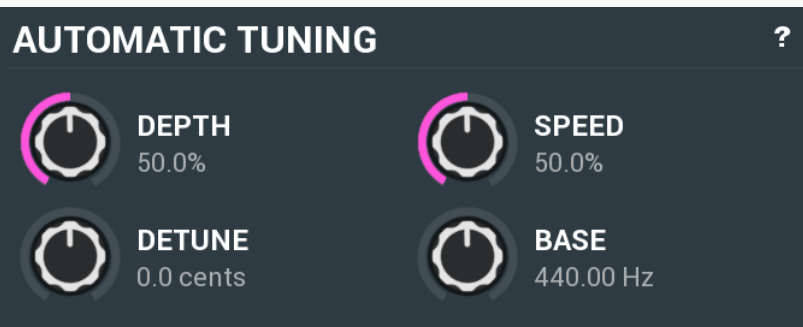 AUTOMATIC TUNING ?
DEPTH
50.0%
SPEED
50.0%
DETUNE
0.0 cents
BASE
440.00 Hz